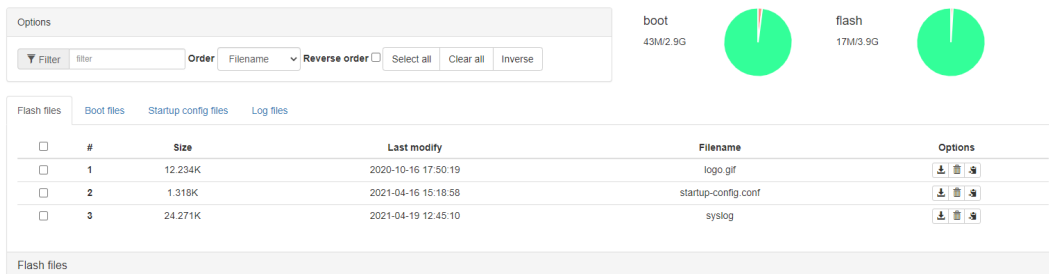 Options
Filter filter Order Filename Reverse order Select all Clear all Inverse
boot
43M/2.9G
flash
17M/3.9G
Flash files Boot files Startup config files Log files
# Size Last modify Filename Options
1 12.234K 2020-10-16 17:50:19 logo.gif
2 1.318K 2021-04-16 15:18:58 startup-config.conf
3 24.271K 2021-04-19 12:45:10 syslog
Flash files